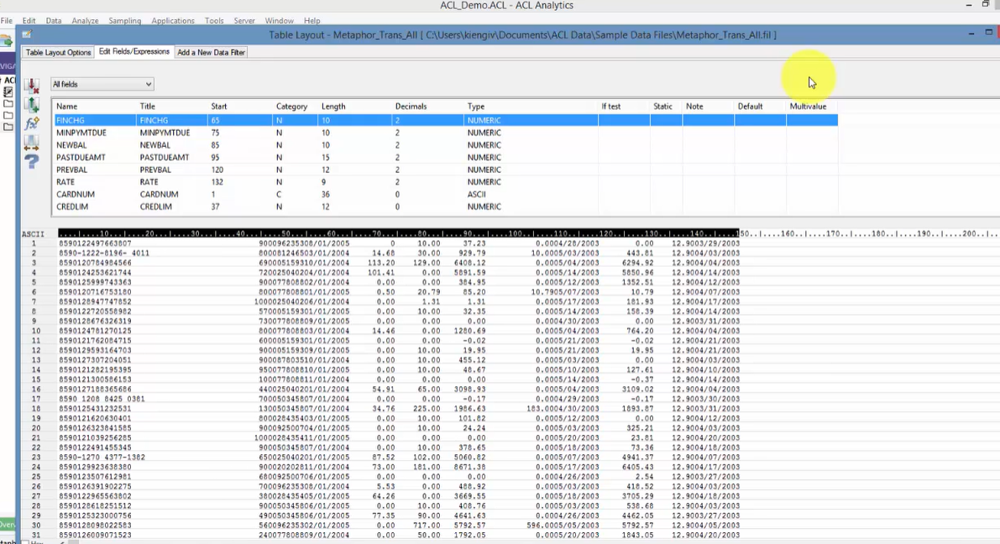 ACL_Demo.ACL - ACL Analytics
File Edit Data Analyze Sampling Applications Tools Server Window Help
Table Layout - Metaphor_Trans_All [ C:\Users\kiengiv\Documents\ACL Data\Sample Data Files\Metaphor_Trans_All.fil ]
Table Layout Options Edit Fields/Expressions Add a New Data Filter
All fields
Name Title Start Category Length Decimals Type If test Static Note Default Multivalue
FINCHG FINCHG 65 N 10 2 NUMERIC
MINPYMTDUE MINPYMTDUE 75 N 10 2 NUMERIC
NEWBAL NEWBAL 85 N 10 2 NUMERIC
PASTDUEAMT PASTDUEAMT 95 N 15 2 NUMERIC
PREVBAL PREVBAL 120 N 12 2 NUMERIC
RATE RATE 132 N 9 2 NUMERIC
CARDNUM CARDNUM 1 C 36 0 ASCII
CREDLIM CREDLIM 37 N 12 0 NUMERIC
ASCII ....,....10...,....20...,....30...,....40...,....50...,....60...,....70...,....80...,....90...,....100..,....110..,....120..,....130..,....140..,....150..,....160..,....170..,....180..,....190..,....200..
1 8590122497663807 900096235308/01/2005 0 10.00 37.23 0.0004/28/2003 0.00 12.9003/29/2003
2 8590-1222-8196- 4011 800081246503/01/2004 14.68 30.00 929.79 10.0005/03/2003 443.81 12.9004/03/2003
3 8590120784984566 690005159310/01/2004 113.20 129.00 6408.12 0.0005/04/2003 6294.92 12.9004/03/2003
4 8590124253621744 720025040204/01/2004 101.41 0.00 5891.59 0.0005/14/2003 5850.96 12.9004/14/2003
5 8590125999743363 900077808802/01/2004 0.00 0.00 384.95 0.0005/12/2003 1352.51 12.9004/12/2003
6 8590120716753180 800077808801/01/2005 0.50 20.79 85.20 10.7905/07/2003 10.79 12.9004/07/2003
7 8590128947747852 1000025040206/01/2004 0.00 1.31 1.31 0.0005/17/2003 181.93 12.9004/17/2003
8 8590122720558982 570005159301/01/2005 0.00 10.00 32.35 0.0005/14/2003 158.39 12.9004/14/2003
9 8590128676326319 730077808809/01/2005 0.00 0.00 0.00 0.0004/30/2003 0.00 12.9003/31/2003
10 8590124781270125 800077808803/01/2004 14.46 0.00 1280.69 0.0005/04/2003 764.20 12.9004/04/2003
11 8590121762084715 600005159301/01/2005 0.00 0.00 -0.02 0.0005/21/2003 -0.02 12.9004/21/2003
12 8590129593164703 900005159309/01/2005 0.00 10.00 19.95 0.0005/21/2003 19.95 12.9004/21/2003
13 8590127307204051 900087803510/01/2005 0.00 10.00 455.12 0.0005/03/2003 0.00 12.9004/03/2003
14 8590121282195395 950077808810/01/2005 0.00 10.00 48.67 0.0005/10/2003 127.61 12.9004/10/2003
15 8590121300586153 100077808811/01/2004 0.00 0.00 0.00 0.0005/14/2003 -0.37 12.9004/14/2003
16 8590127188365686 440025040201/01/2004 54.91 65.00 3098.93 0.0005/04/2003 3109.02 12.9004/04/2003
17 8590 1208 8425 0381 700050345807/01/2004 0.00 0.00 -0.17 0.0004/29/2003 -0.17 12.9003/30/2003
18 8590125431232531 130050345807/01/2004 34.76 225.00 1986.63 183.0004/30/2003 1893.87 12.9003/31/2003
19 8590121620630401 800028435403/01/2005 0.00 10.00 101.82 0.0005/12/2003 0.00 12.9004/12/2003
20 8590126323841585 900092500704/01/2005 0.00 10.00 24.24 0.0005/03/2003 325.21 12.9004/03/2003
21 8590121039256285 1000028435411/01/2005 0.00 0.00 0.00 0.0005/20/2003 23.81 12.9004/20/2003
22 8590122491455345 900050345807/01/2004 0.00 10.00 378.65 0.0005/18/2003 73.36 12.9004/18/2003
23 8590-1270 4377-1382 650025040201/01/2004 87.52 102.00 5060.82 0.0005/07/2003 4941.37 12.9004/07/2003
24 8590129923638380 900020202811/01/2004 73.00 181.00 8671.38 0.0005/17/2003 6405.43 12.9004/17/2003
25 8590123507612981 680092500706/01/2003 0.00 0.00 0.00 0.0004/26/2003 2.54 12.9003/27/2003
26 8590126391902275 700096235308/01/2004 5.53 0.00 488.92 0.0005/03/2003 418.52 12.9004/03/2003
27 8590122965563802 380028435405/01/2004 64.26 0.00 3669.55 0.0005/18/2003 3705.29 12.9004/18/2003
28 8590128618251512 900050345806/01/2004 0.00 10.00 408.76 0.0005/03/2003 538.68 12.9004/03/2003
29 8590125323000756 490050345806/01/2004 77.35 90.00 4641.63 0.0004/26/2003 4462.05 12.9003/27/2003
30 8590128098022583 560096235302/01/2004 0.00 717.00 5792.57 596.0005/05/2003 5792.57 12.9004/05/2003
31 8590126009071523 240077808809/01/2004 0.00 50.00 1792.05 0.0005/20/2003 1843.05 12.9004/20/2003